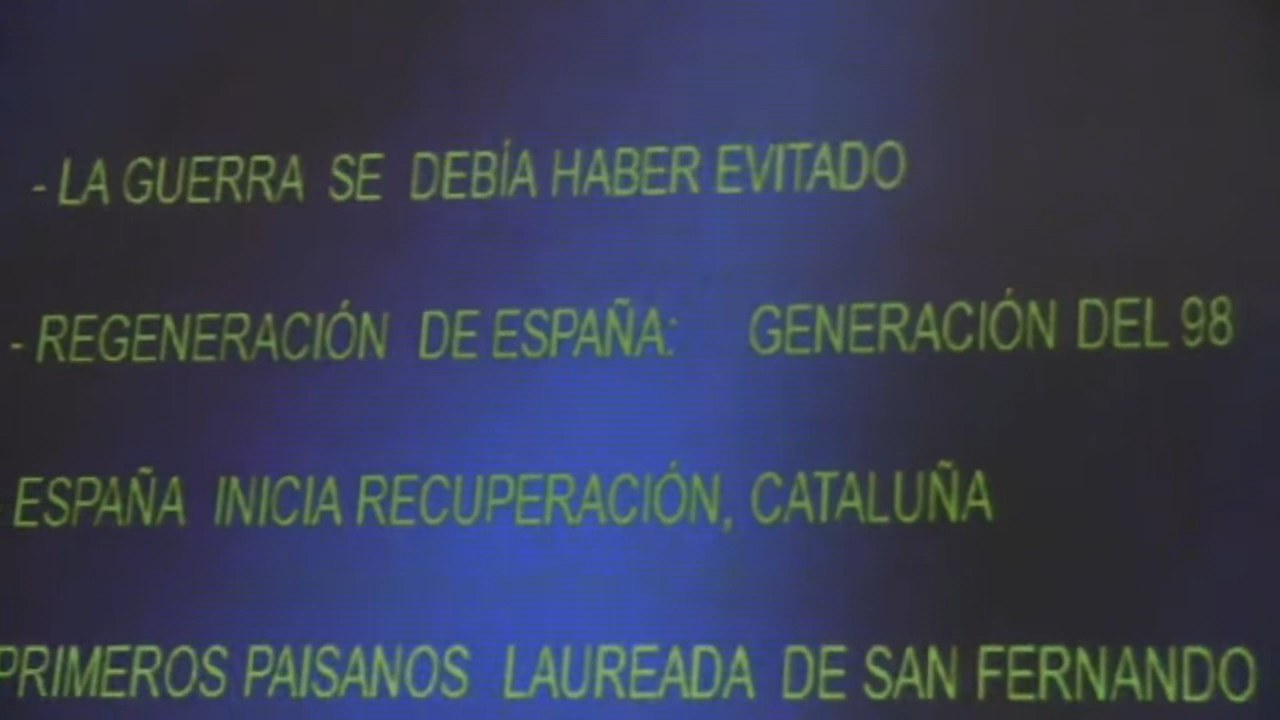 - LA GUERRA SE DEBÍA HABER EVITADO
- REGENERACIÓN DE ESPAÑA: GENERACIÓN DEL 98
ESPAÑA INICIA RECUPERACIÓN, CATALUÑA
PRIMEROS PAISANOS LAUREADA DE SAN FERNANDO